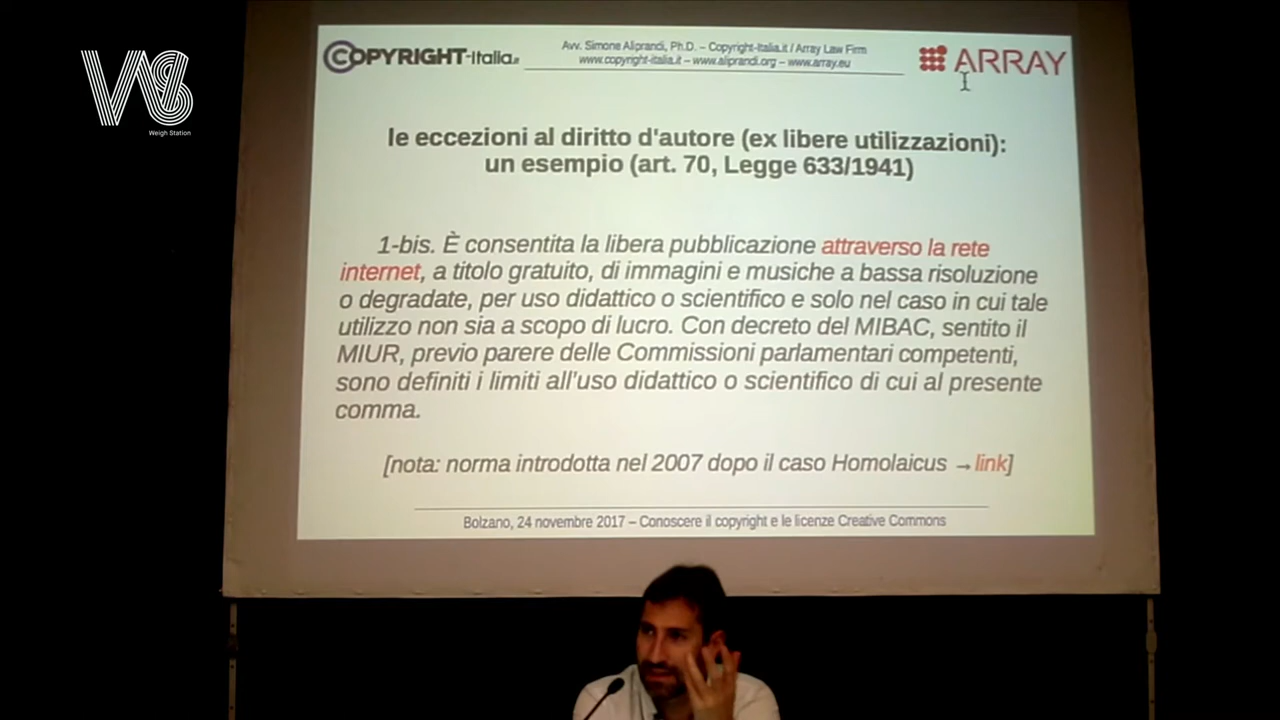 WS
Weigh Station
COPYRIGHT-Italia.it
Avv. Simone Aliprandi, Ph.D. – Copyright-Italia.it / Array Law Firm
www.copyright-italia.it – www.aliprandi.org – www.array.eu
ARRAY
le eccezioni al diritto d'autore (ex libere utilizzazioni):
un esempio (art. 70, Legge 633/1941)
1-bis. È consentita la libera pubblicazione attraverso la rete
internet, a titolo gratuito, di immagini e musiche a bassa risoluzione
o degradate, per uso didattico o scientifico e solo nel caso in cui tale
utilizzo non sia a scopo di lucro. Con decreto del MIBAC, sentito il
MIUR, previo parere delle Commissioni parlamentari competenti,
sono definiti i limiti all'uso didattico o scientifico di cui al presente
comma.
[nota: norma introdotta nel 2007 dopo il caso Homolaicus →link]
Bolzano, 24 novembre 2017 – Conoscere il copyright e le licenze Creative Commons